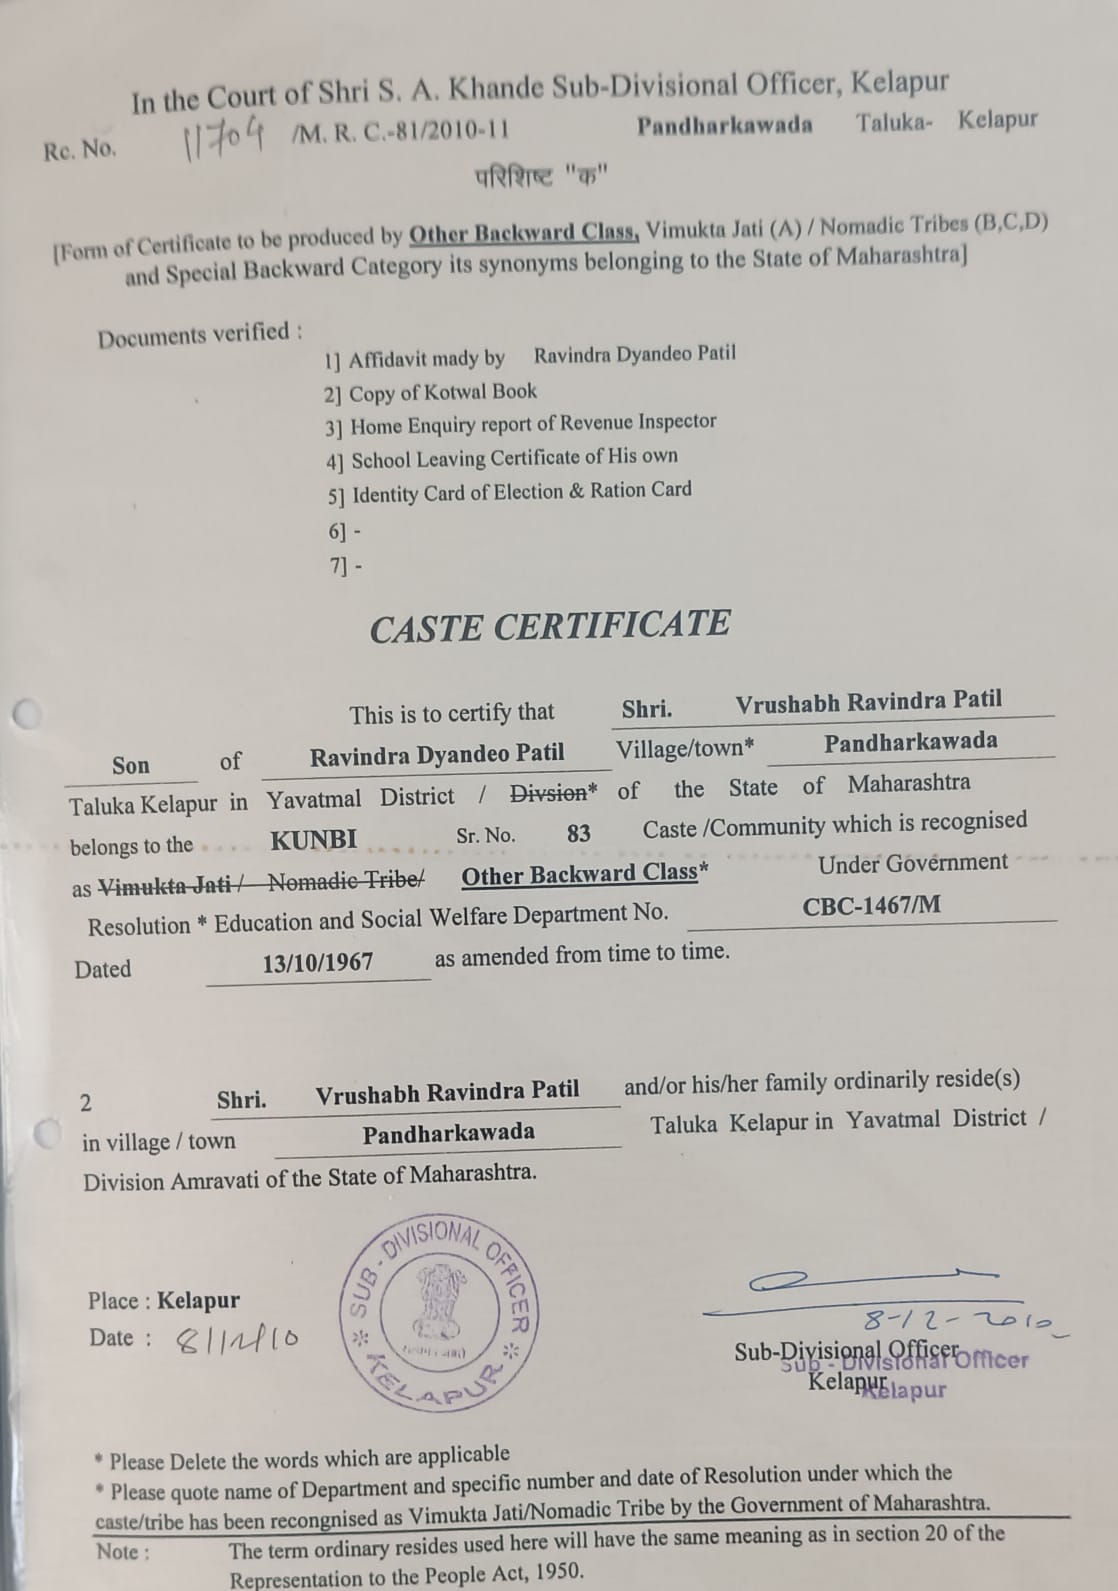 In the Court of Shri S. A. Khande Sub-Divisional Officer, Kelapur
Rc. No. 11704 /M. R. C.-81/2010-11 Pandharkawada Taluka- Kelapur
परिशिष्ट "क"
[Form of Certificate to be produced by Other Backward Class, Vimukta Jati (A) / Nomadic Tribes (B,C,D)
and Special Backward Category its synonyms belonging to the State of Maharashtra]
Documents verified :
1] Affidavit mady by Ravindra Dyandeo Patil
2] Copy of Kotwal Book
3] Home Enquiry report of Revenue Inspector
4] School Leaving Certificate of His own
5] Identity Card of Election & Ration Card
6] -
7] -
CASTE CERTIFICATE
This is to certify that Shri. Vrushabh Ravindra Patil
Son of Ravindra Dyandeo Patil Village/town* Pandharkawada
Taluka Kelapur in Yavatmal District / Divsion* of the State of Maharashtra
belongs to the KUNBI Sr. No. 83 Caste /Community which is recognised
as Vimukta Jati / Nomadic Tribe/ Other Backward Class* Under Government
Resolution * Education and Social Welfare Department No. CBC-1467/M
Dated 13/10/1967 as amended from time to time.
2 Shri. Vrushabh Ravindra Patil and/or his/her family ordinarily reside(s)
in village / town Pandharkawada Taluka Kelapur in Yavatmal District /
Division Amravati of the State of Maharashtra.
SUB - DIVISIONAL OFFICER
* KELAPUR *
Place : Kelapur
Date : 8/12/10
8-12-2010
Sub-Divisional Officer
Sub - Divisional Officer
Kelapur
Kelapur
* Please Delete the words which are applicable
* Please quote name of Department and specific number and date of Resolution under which the
caste/tribe has been recongnised as Vimukta Jati/Nomadic Tribe by the Government of Maharashtra.
Note : The term ordinary resides used here will have the same meaning as in section 20 of the
Representation to the People Act, 1950.